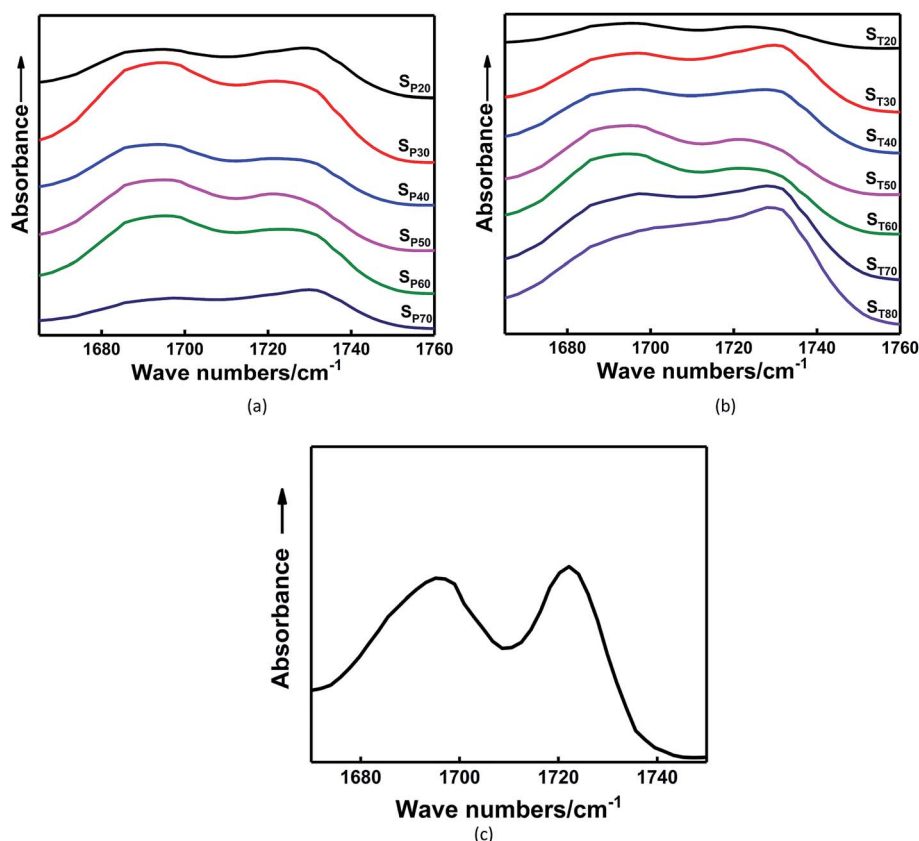 Absorbance
S_P20
S_P30
S_P40
S_P50
S_P60
S_P70
1680 1700 1720 1740 1760
Wave numbers/cm⁻¹
(a)
Absorbance
S_T20
S_T30
S_T40
S_T50
S_T60
S_T70
S_T80
1680 1700 1720 1740 1760
Wave numbers/cm⁻¹
(b)
Absorbance
1680 1700 1720 1740
Wave numbers/cm⁻¹
(c)